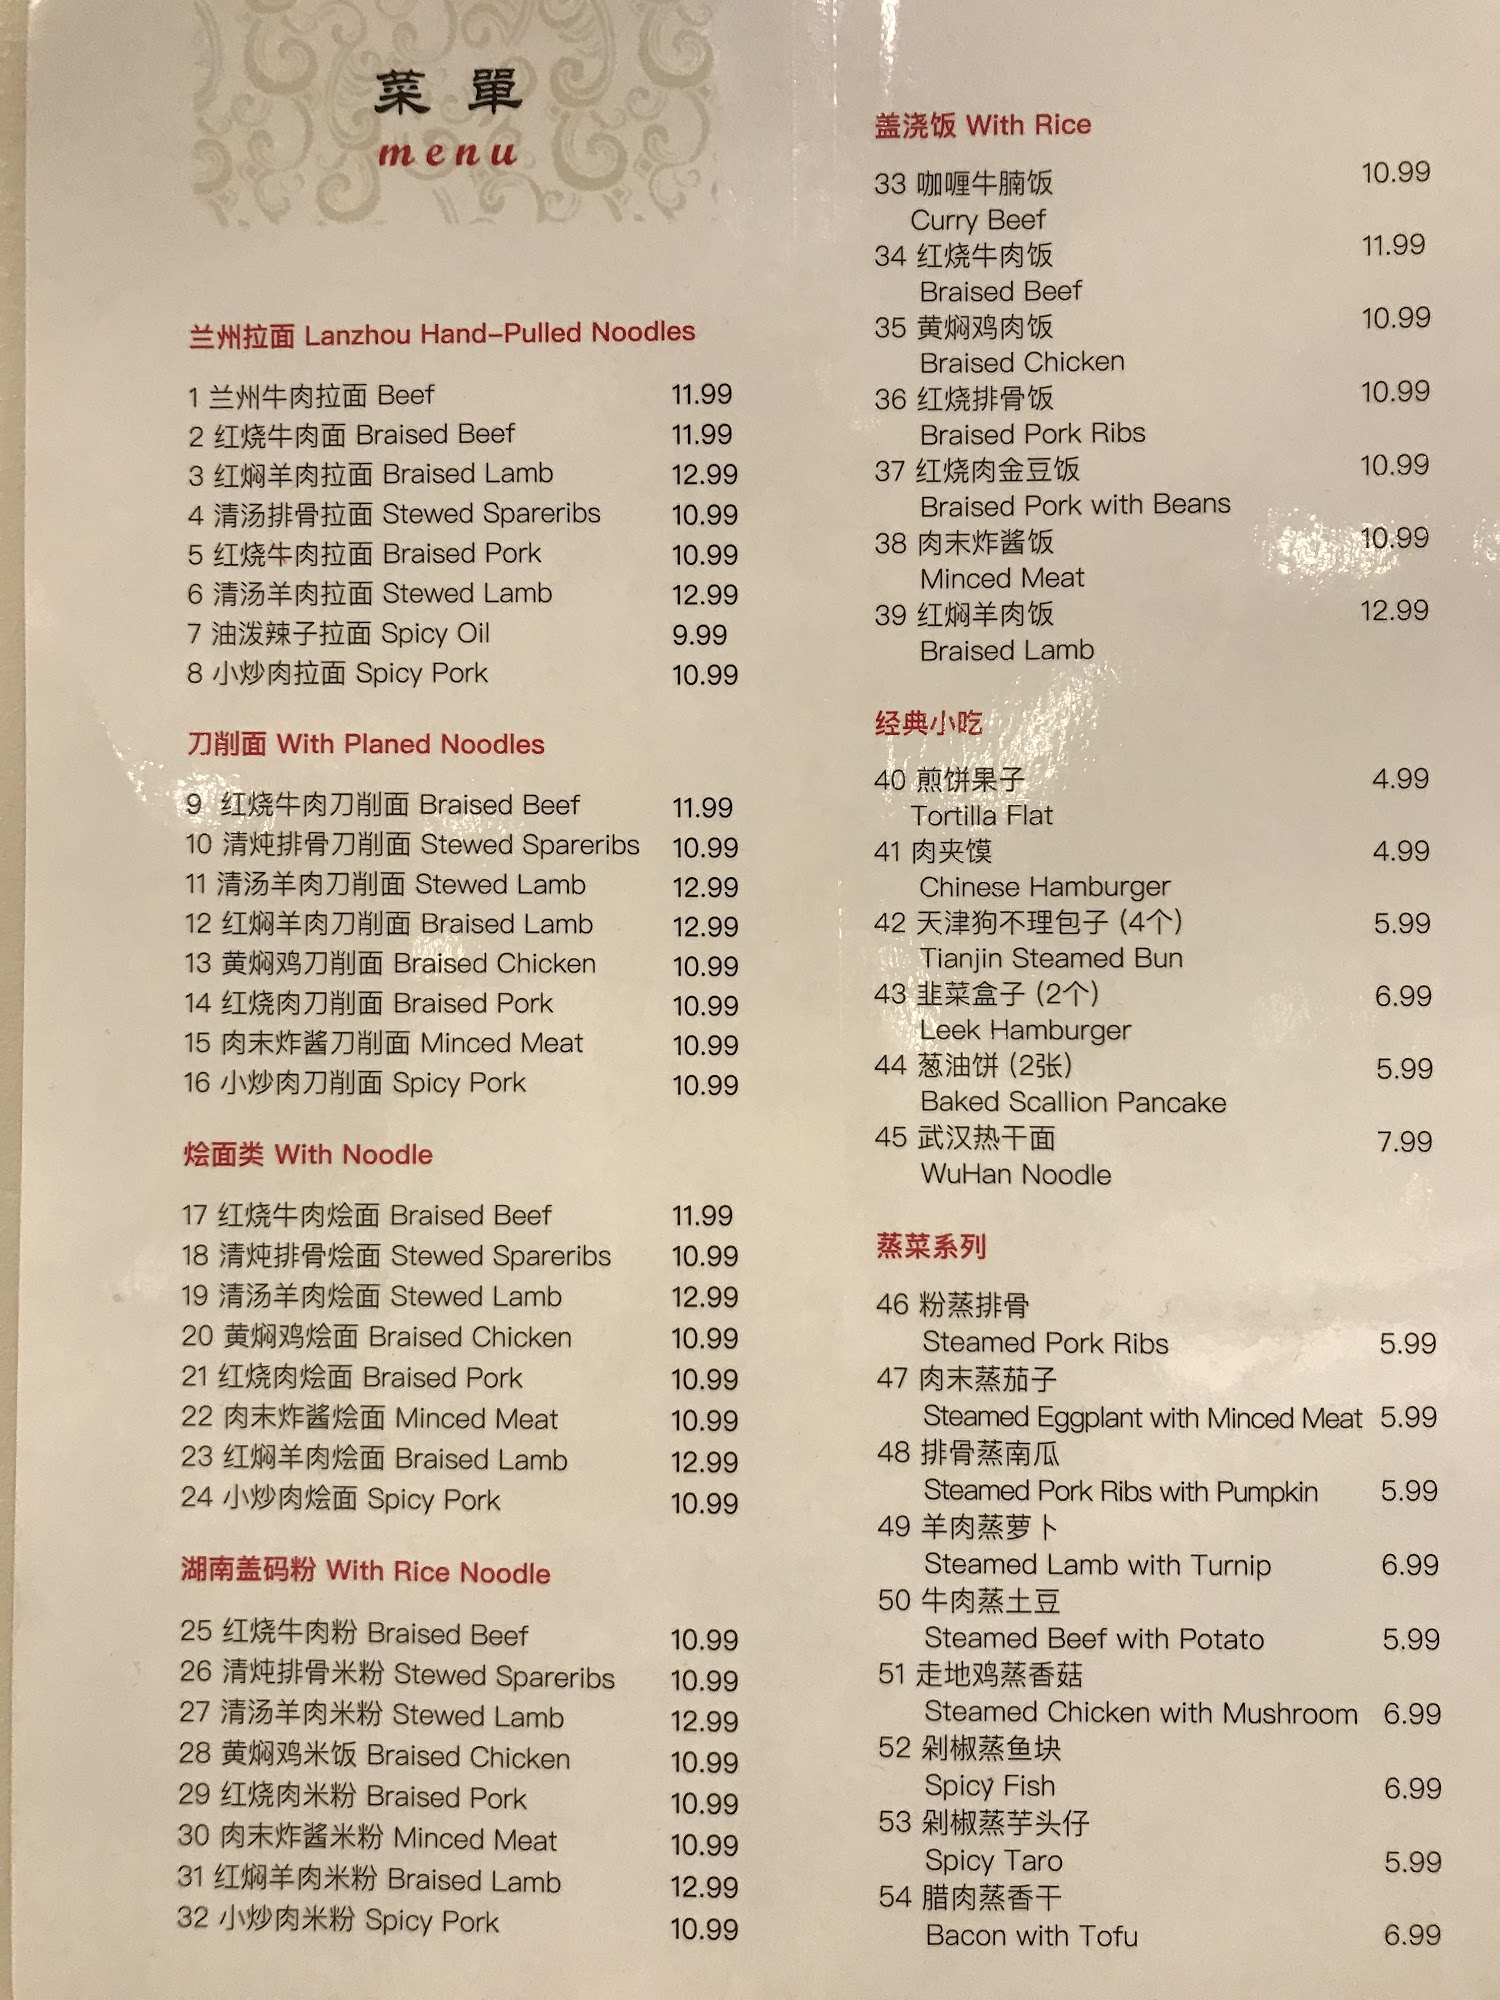 菜單
menu
兰州拉面 Lanzhou Hand-Pulled Noodles
1 兰州牛肉拉面 Beef 11.99
2 红烧牛肉面 Braised Beef 11.99
3 红焖羊肉拉面 Braised Lamb 12.99
4 清汤排骨拉面 Stewed Spareribs 10.99
5 红烧牛肉拉面 Braised Pork 10.99
6 清汤羊肉拉面 Stewed Lamb 12.99
7 油泼辣子拉面 Spicy Oil 9.99
8 小炒肉拉面 Spicy Pork 10.99
刀削面 With Planed Noodles
9 红烧牛肉刀削面 Braised Beef 11.99
10 清炖排骨刀削面 Stewed Spareribs 10.99
11 清汤羊肉刀削面 Stewed Lamb 12.99
12 红焖羊肉刀削面 Braised Lamb 12.99
13 黄焖鸡刀削面 Braised Chicken 10.99
14 红烧肉刀削面 Braised Pork 10.99
15 肉末炸酱刀削面 Minced Meat 10.99
16 小炒肉刀削面 Spicy Pork 10.99
烩面类 With Noodle
17 红烧牛肉烩面 Braised Beef 11.99
18 清炖排骨烩面 Stewed Spareribs 10.99
19 清汤羊肉烩面 Stewed Lamb 12.99
20 黄焖鸡烩面 Braised Chicken 10.99
21 红烧肉烩面 Braised Pork 10.99
22 肉末炸酱烩面 Minced Meat 10.99
23 红焖羊肉烩面 Braised Lamb 12.99
24 小炒肉烩面 Spicy Pork 10.99
湖南盖码粉 With Rice Noodle
25 红烧牛肉粉 Braised Beef 10.99
26 清炖排骨米粉 Stewed Spareribs 10.99
27 清汤羊肉米粉 Stewed Lamb 12.99
28 黄焖鸡米饭 Braised Chicken 10.99
29 红烧肉米粉 Braised Pork 10.99
30 肉末炸酱米粉 Minced Meat 10.99
31 红焖羊肉米粉 Braised Lamb 12.99
32 小炒肉米粉 Spicy Pork 10.99
盖浇饭 With Rice
33 咖喱牛腩饭 10.99
Curry Beef
34 红烧牛肉饭 11.99
Braised Beef
35 黄焖鸡肉饭 10.99
Braised Chicken
36 红烧排骨饭 10.99
Braised Pork Ribs
37 红烧肉金豆饭 10.99
Braised Pork with Beans
38 肉末炸酱饭 10.99
Minced Meat
39 红焖羊肉饭 12.99
Braised Lamb
经典小吃
40 煎饼果子 4.99
Tortilla Flat
41 肉夹馍 4.99
Chinese Hamburger
42 天津狗不理包子 (4个) 5.99
Tianjin Steamed Bun
43 韭菜盒子 (2个) 6.99
Leek Hamburger
44 葱油饼 (2张) 5.99
Baked Scallion Pancake
45 武汉热干面 7.99
WuHan Noodle
蒸菜系列
46 粉蒸排骨
Steamed Pork Ribs 5.99
47 肉末蒸茄子
Steamed Eggplant with Minced Meat 5.99
48 排骨蒸南瓜
Steamed Pork Ribs with Pumpkin 5.99
49 羊肉蒸萝卜
Steamed Lamb with Turnip 6.99
50 牛肉蒸土豆
Steamed Beef with Potato 5.99
51 走地鸡蒸香菇
Steamed Chicken with Mushroom 6.99
52 剁椒蒸鱼块
Spicy Fish 6.99
53 剁椒蒸芋头仔
Spicy Taro 5.99
54 腊肉蒸香干
Bacon with Tofu 6.99